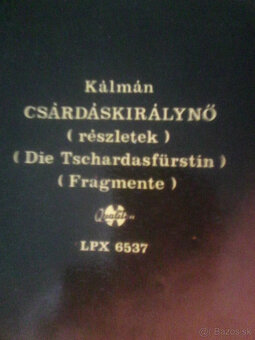 Kálmán
CSÁRDÁSKIRÁLYNŐ
( részletek )
( Die Tschardasfürstin )
( Fragmente )
Qualiton
LPX 6537
© Bazos.sk